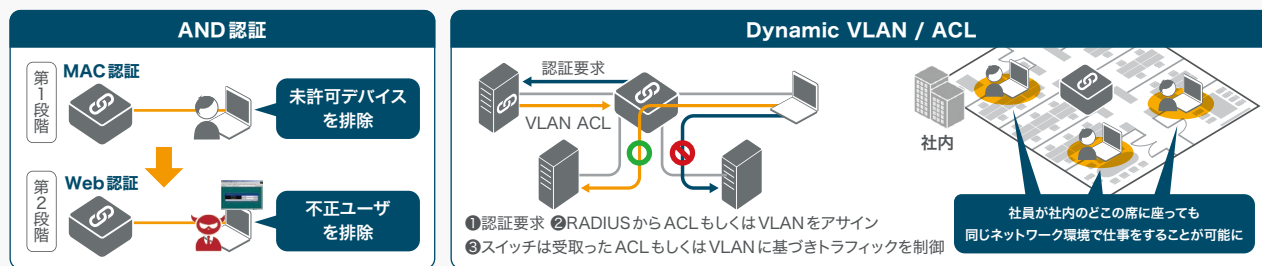 AND認証
第1段階
MAC認証
未許可デバイス
を排除
第2段階
Web認証
不正ユーザ
を排除
Dynamic VLAN / ACL
認証要求
VLAN ACL
❶認証要求 ❷RADIUSからACLもしくはVLANをアサイン
❸スイッチは受取ったACLもしくはVLANに基づきトラフィックを制御
社内
社員が社内のどこの席に座っても
同じネットワーク環境で仕事をすることが可能に